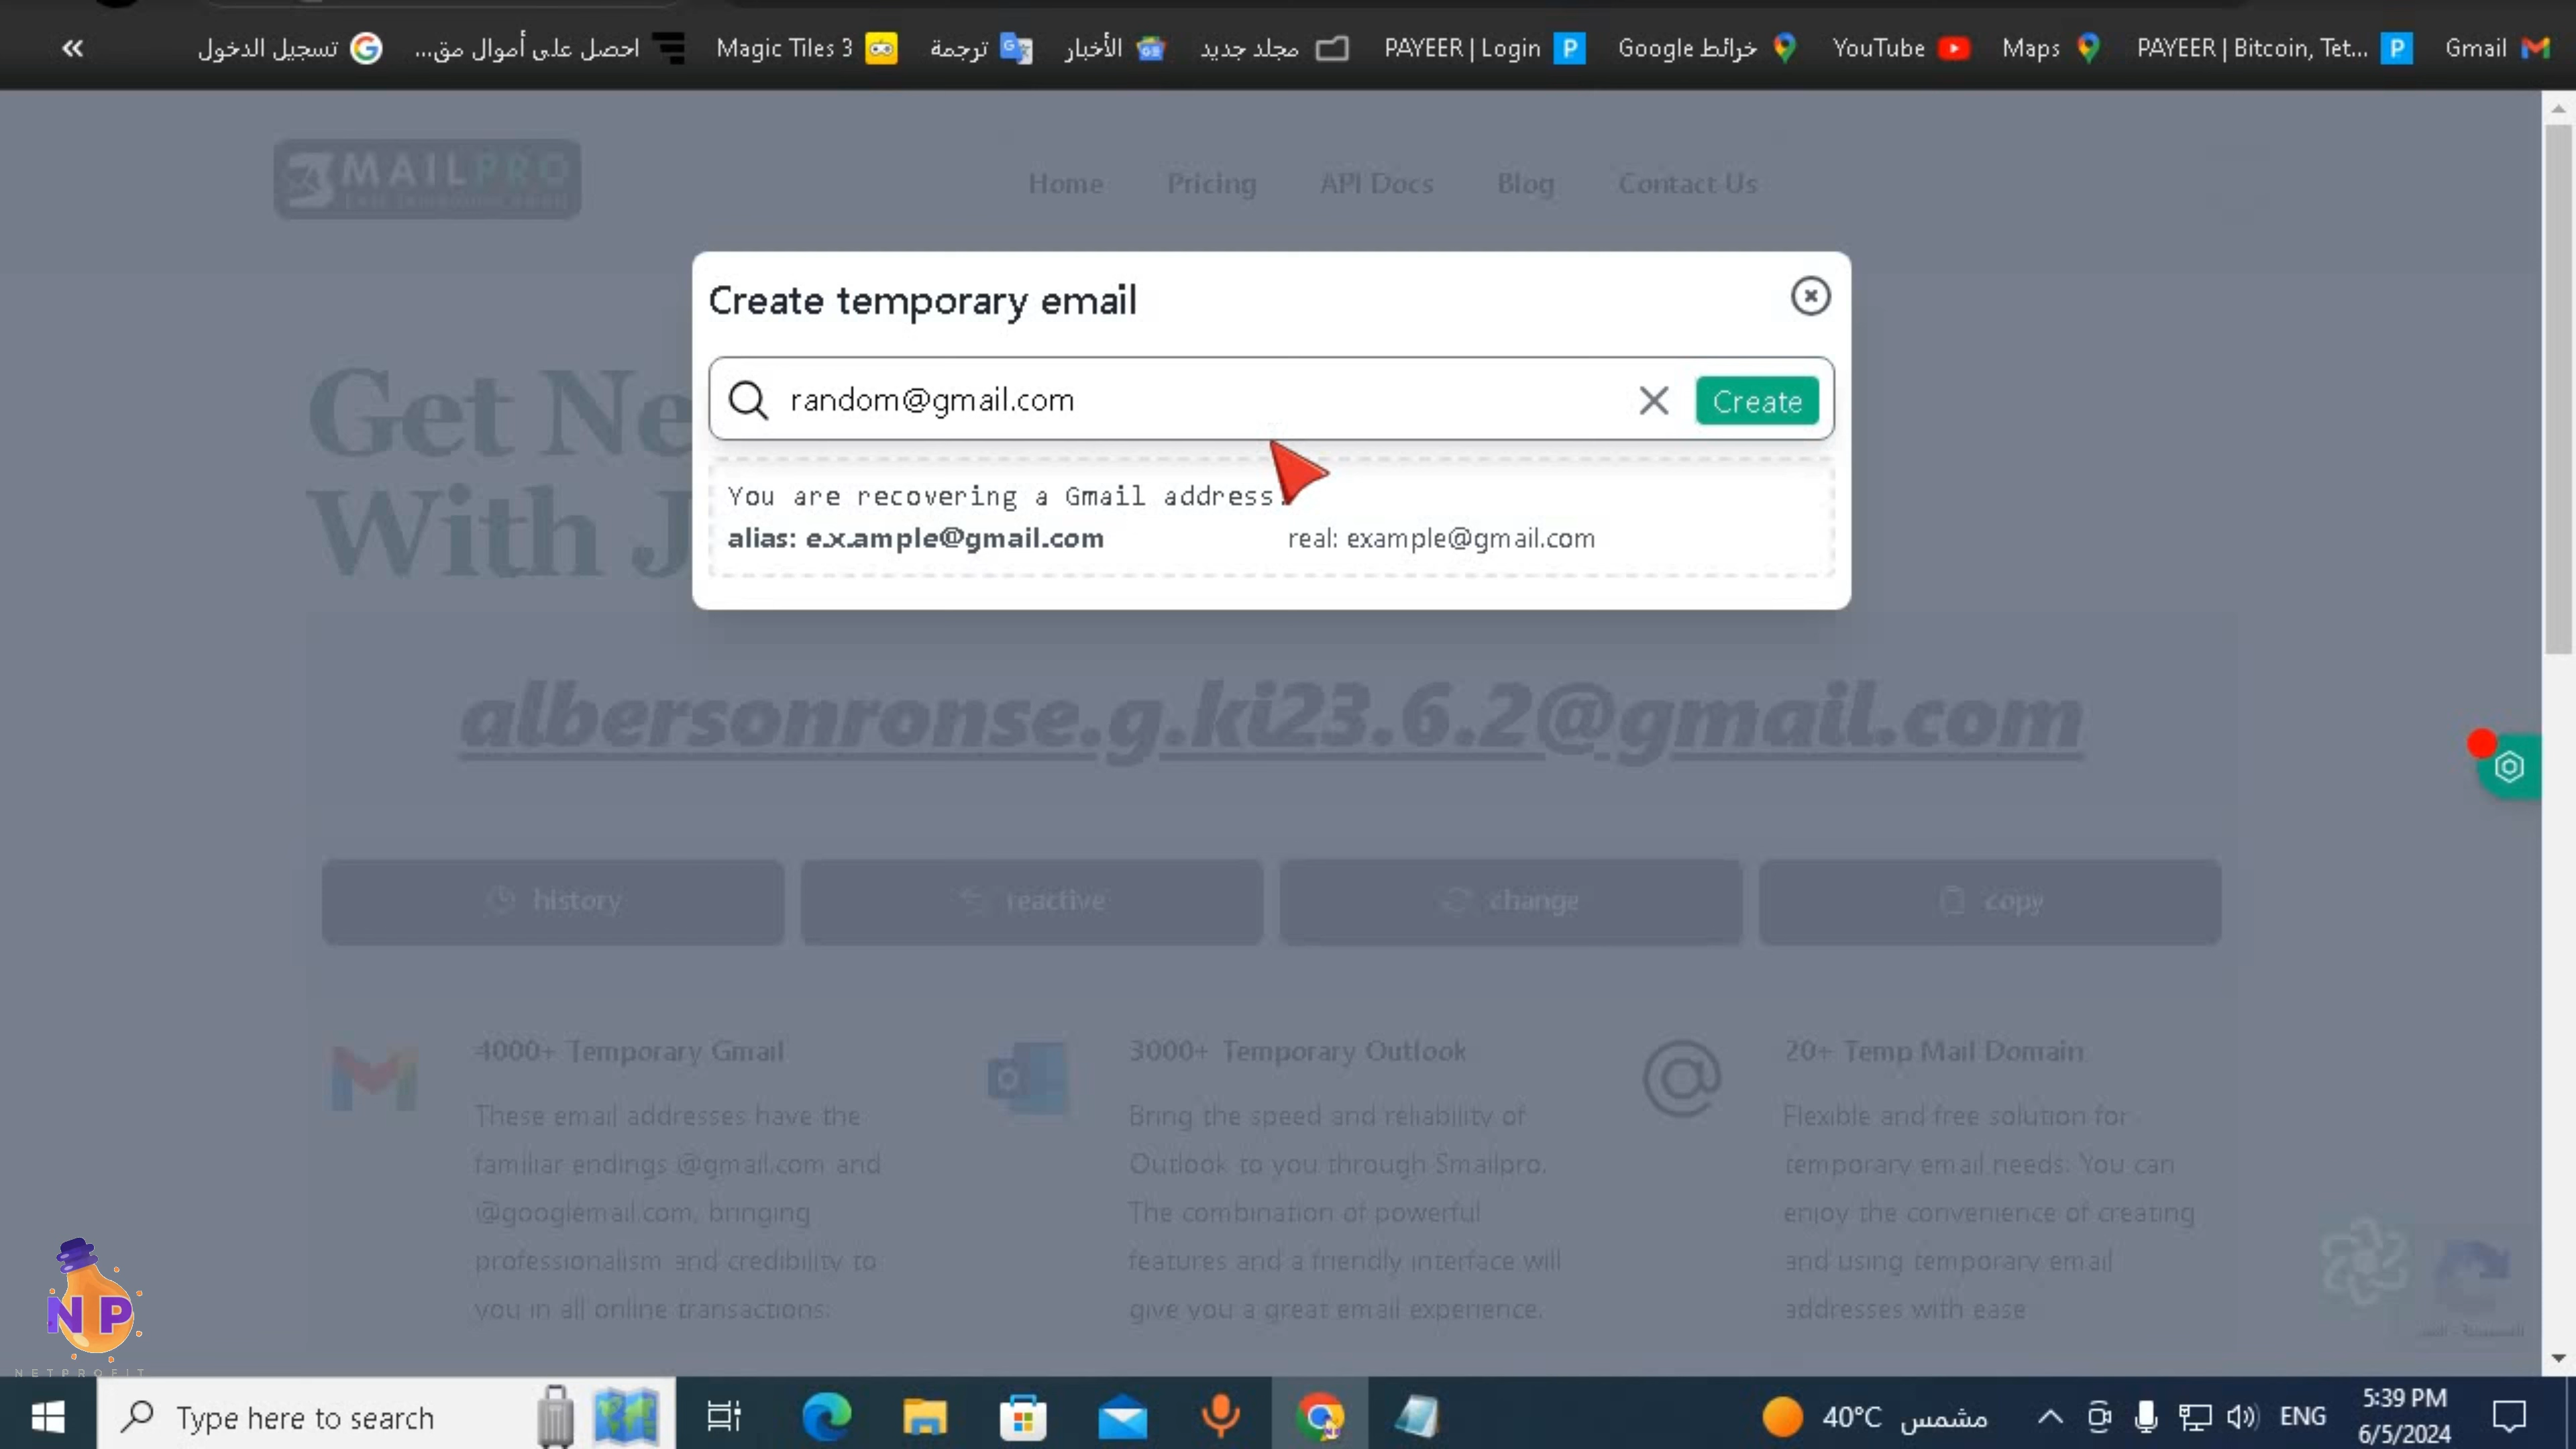 تسجيل الدخول
احصل على أموال مق...
Magic Tiles 3
ترجمة
الأخبار
مجلد جديد
PAYEER | Login
خرائط Google
YouTube
Maps
PAYEER | Bitcoin, Tet...
Gmail
MAILPRO
Home
Pricing
API Docs
Blog
Contact Us
Create temporary email
random@gmail.com
Create
You are recovering a Gmail address.
alias: e.x.ample@gmail.com
real: example@gmail.com
Get Ne
With J
albersonronse.g.ki23.6.2@gmail.com
history
reactive
change
copy
4000+ Temporary Gmail
These email addresses have the
familiar endings @gmail.com and
@googlemail.com, bringing
professionalism and credibility to
you in all online transactions.
3000+ Temporary Outlook
Bring the speed and reliability of
Outlook to you through Smailpro.
The combination of powerful
features and a friendly interface will
give you a great email experience.
20+ Temp Mail Domain
Flexible and free solution for
temporary email needs. You can
enjoy the convenience of creating
and using temporary email
addresses with ease
NP
NETPROFIT
Type here to search
40°C مشمس
ENG
5:39 PM
6/5/2024